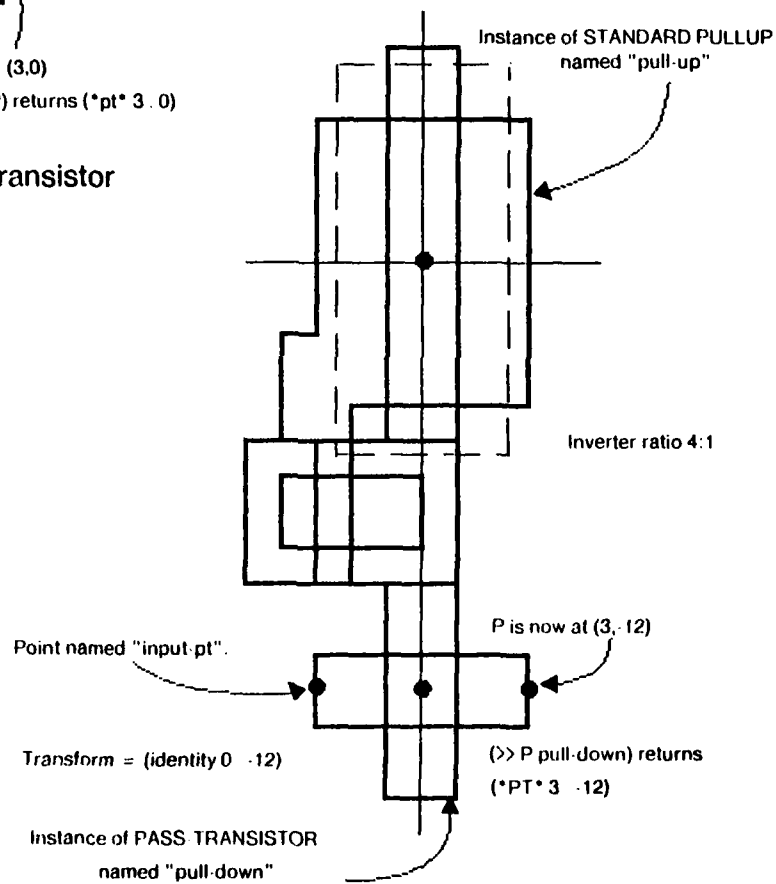 (3,0)
) returns (*pt* 3 . 0)
ransistor
Instance of STANDARD PULLUP
named "pull-up"
Inverter ratio 4:1
P is now at (3,-12)
Point named "input-pt".
Transform = (identity 0 -12)
(>> P pull-down) returns
(*PT* 3 -12)
Instance of PASS-TRANSISTOR
named "pull-down"